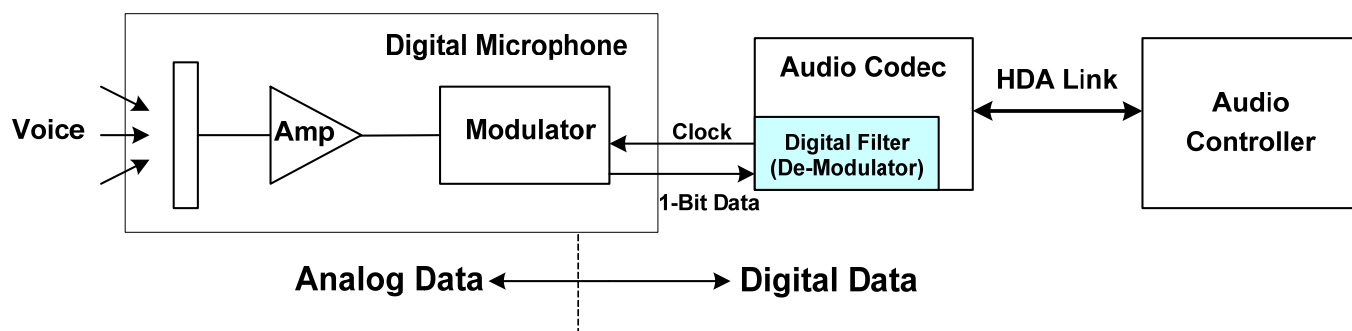 Digital Microphone
Voice
Amp
Modulator
Clock
1-Bit Data
Audio Codec
Digital Filter
(De-Modulator)
HDA Link
Audio
Controller
Analog Data
Digital Data